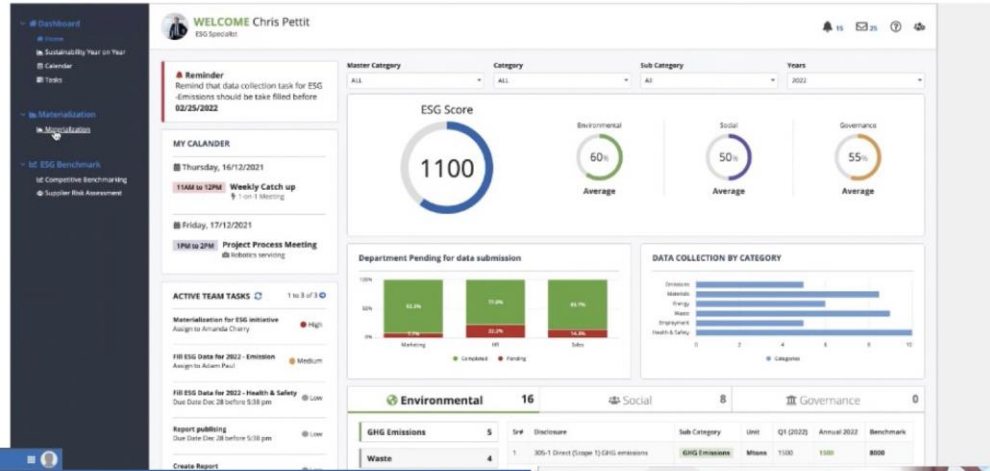 Dashboard
Home
Sustainability Year on Year
Calendar
Tasks
Materialization
Materialization
ESG Benchmark
Competitive Benchmarking
Supplier Risk Assessment
WELCOME Chris Pettit
ESG Specialist
15
25
Reminder
Remind that data collection task for ESG
-Emissions should be take filled before
02/25/2022
MY CALANDER
Thursday, 16/12/2021
11AM to 12PM Weekly Catch up
1-on-1 Meeting
Friday, 17/12/2021
1PM to 2PM Project Process Meeting
Robotics servicing
ACTIVE TEAM TASKS 1 to 3 of 3
Materialization for ESG initiative
Assign to Amanda Cherry
High
Fill ESG Data for 2022 - Emission
Assign to Adam Paul
Medium
Fill ESG Data for 2022 - Health & Safety
Due Date Dec 28 before 5:30 pm
Low
Report publising
Due Date Dec 28 before 5:30 pm
Low
Create Report
Master Category Category Sub Category Years
ALL ALL All 2022
ESG Score
1100
Environmental Social Governance
60% 50% 55%
Average Average Average
Department Pending for data submission
100%
50%
0%
22.2%
Marketing HR Sales
Completed Pending
DATA COLLECTION BY CATEGORY
Emissions
Materials
Energy
Waste
Employment
Health & Safety
0 2 4 6 8 10
Categories
Environmental 16 Social 8 Governance 0
GHG Emissions 5
Waste 4
Sr# Disclosure Sub Category Unit Q1 (2022) Annual 2022 Benchmark
1 305-1 Direct (Scope 1) GHG emissions GHG Emissions Mtons 1500 1500 8000